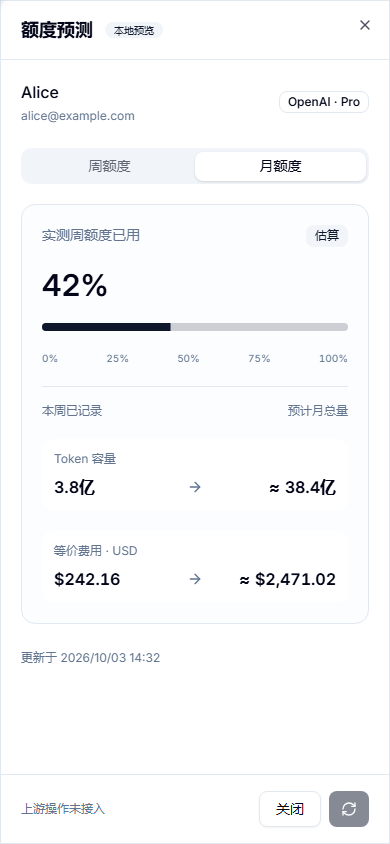 额度预测 本地预览
Alice
alice@example.com
OpenAI · Pro
周额度 月额度
实测周额度已用 估算
42%
0% 25% 50% 75% 100%
本周已记录 预计月总量
Token 容量
3.8亿 → ≈ 38.4亿
等价费用 · USD
$242.16 → ≈ $2,471.02
更新于 2026/10/03 14:32
上游操作未接入 关闭